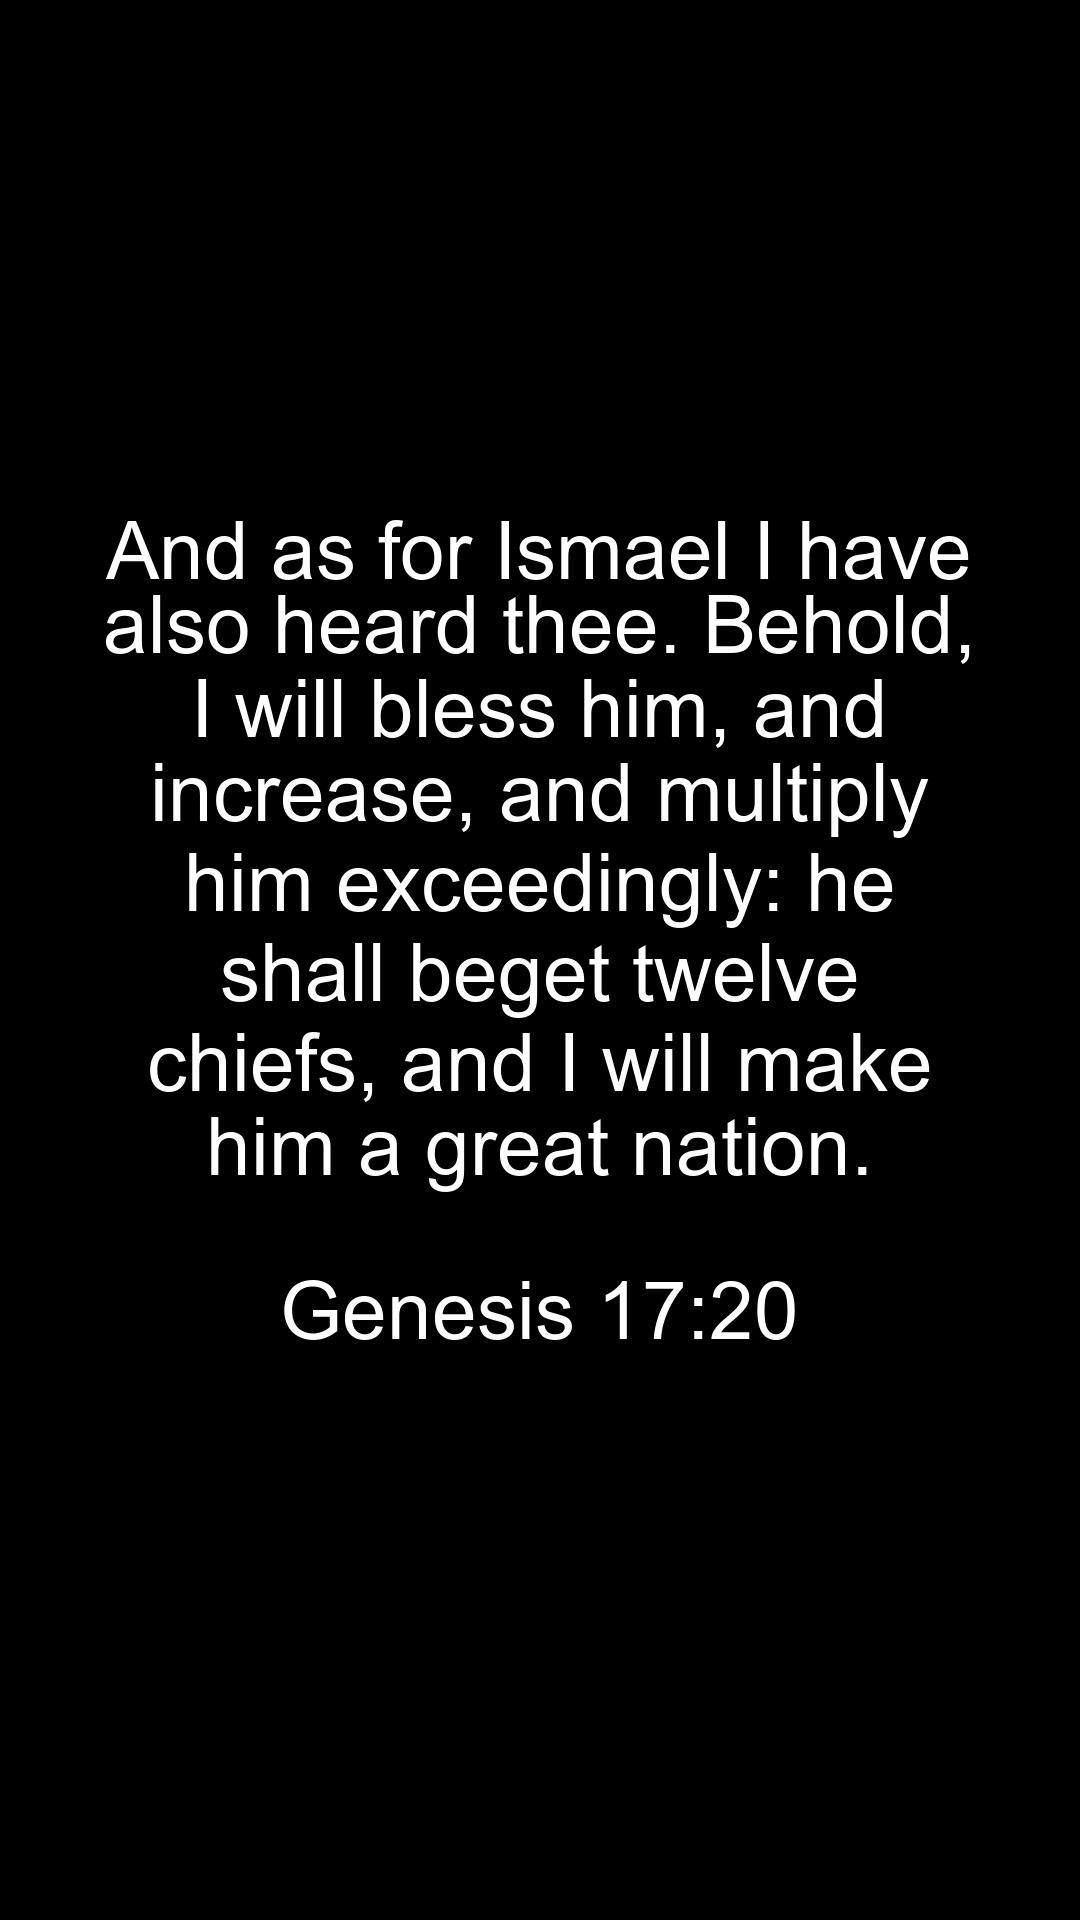 And as for Ismael I have
also heard thee. Behold,
I will bless him, and
increase, and multiply
him exceedingly: he
shall beget twelve
chiefs, and I will make
him a great nation.
Genesis 17:20